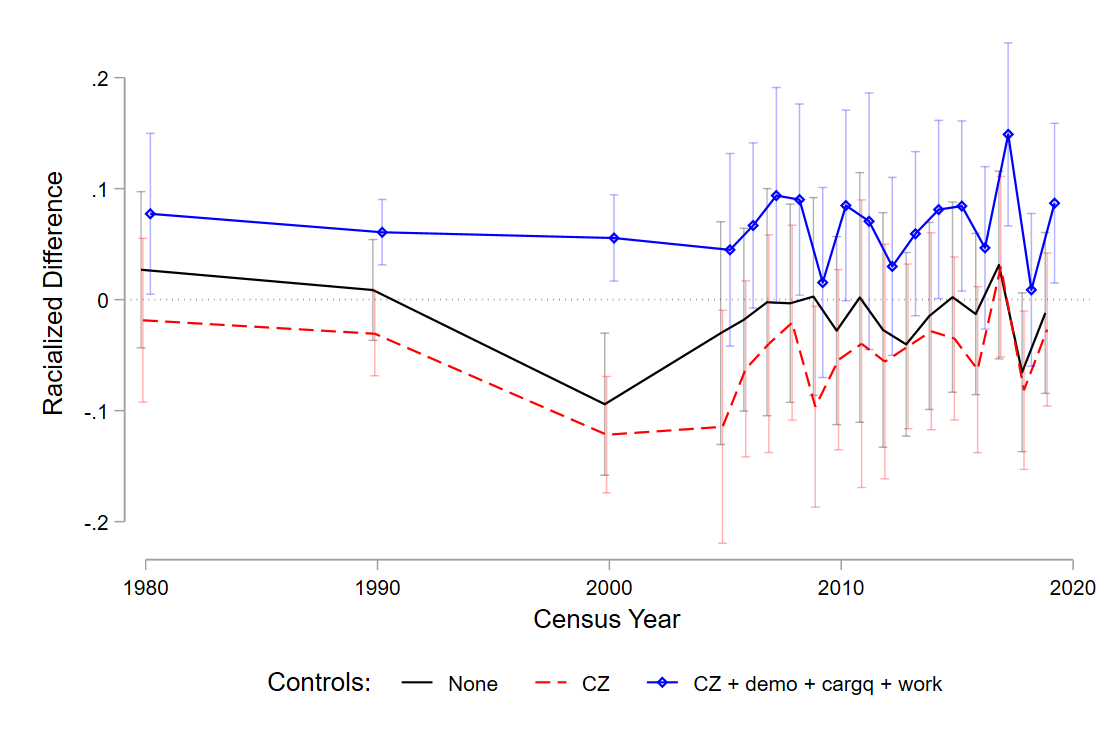 .2
.1
0
-.1
-.2
Racialized Difference
1980 1990 2000 2010 2020
Census Year
Controls: None CZ CZ + demo + cargq + work